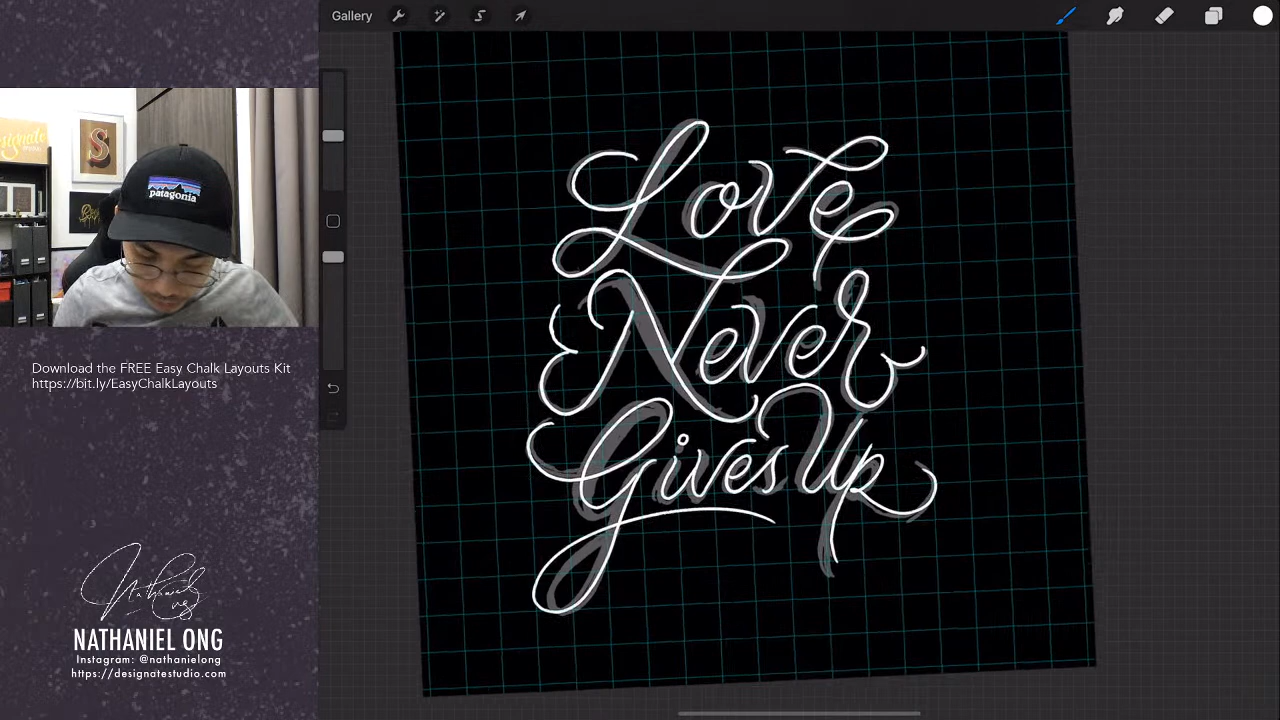 Gallery
Love
Never
Gives Up
designate
S
patagonia
Download the FREE Easy Chalk Layouts Kit
https://bit.ly/EasyChalkLayouts
NATHANIEL ONG
Instagram: @nathanielong
https://designatestudio.com